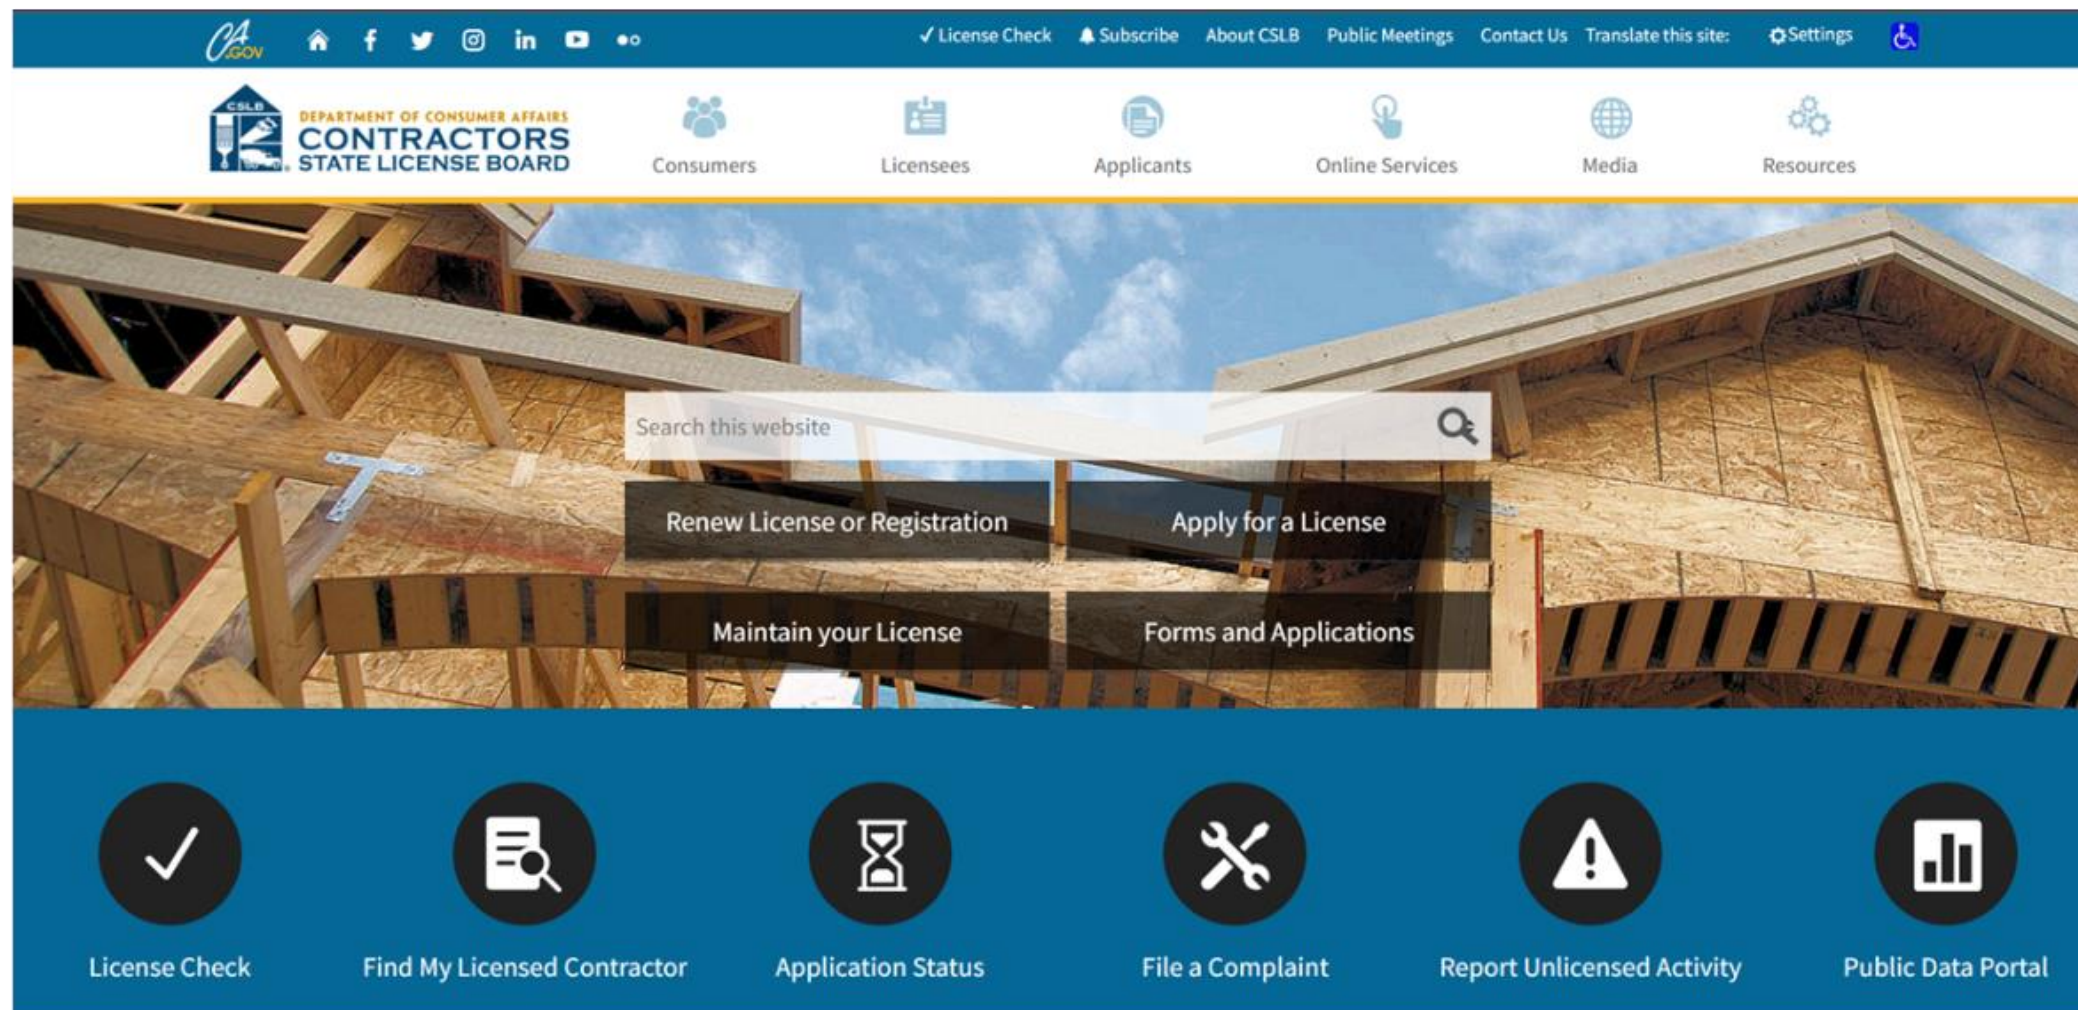 CA
.GOV
✓ License Check Subscribe About CSLB Public Meetings Contact Us Translate this site: Settings
CSLB
DEPARTMENT OF CONSUMER AFFAIRS
CONTRACTORS
STATE LICENSE BOARD
Consumers Licensees Applicants Online Services Media Resources
Search this website
Renew License or Registration Apply for a License
Maintain your License Forms and Applications
License Check Find My Licensed Contractor Application Status File a Complaint Report Unlicensed Activity Public Data Portal